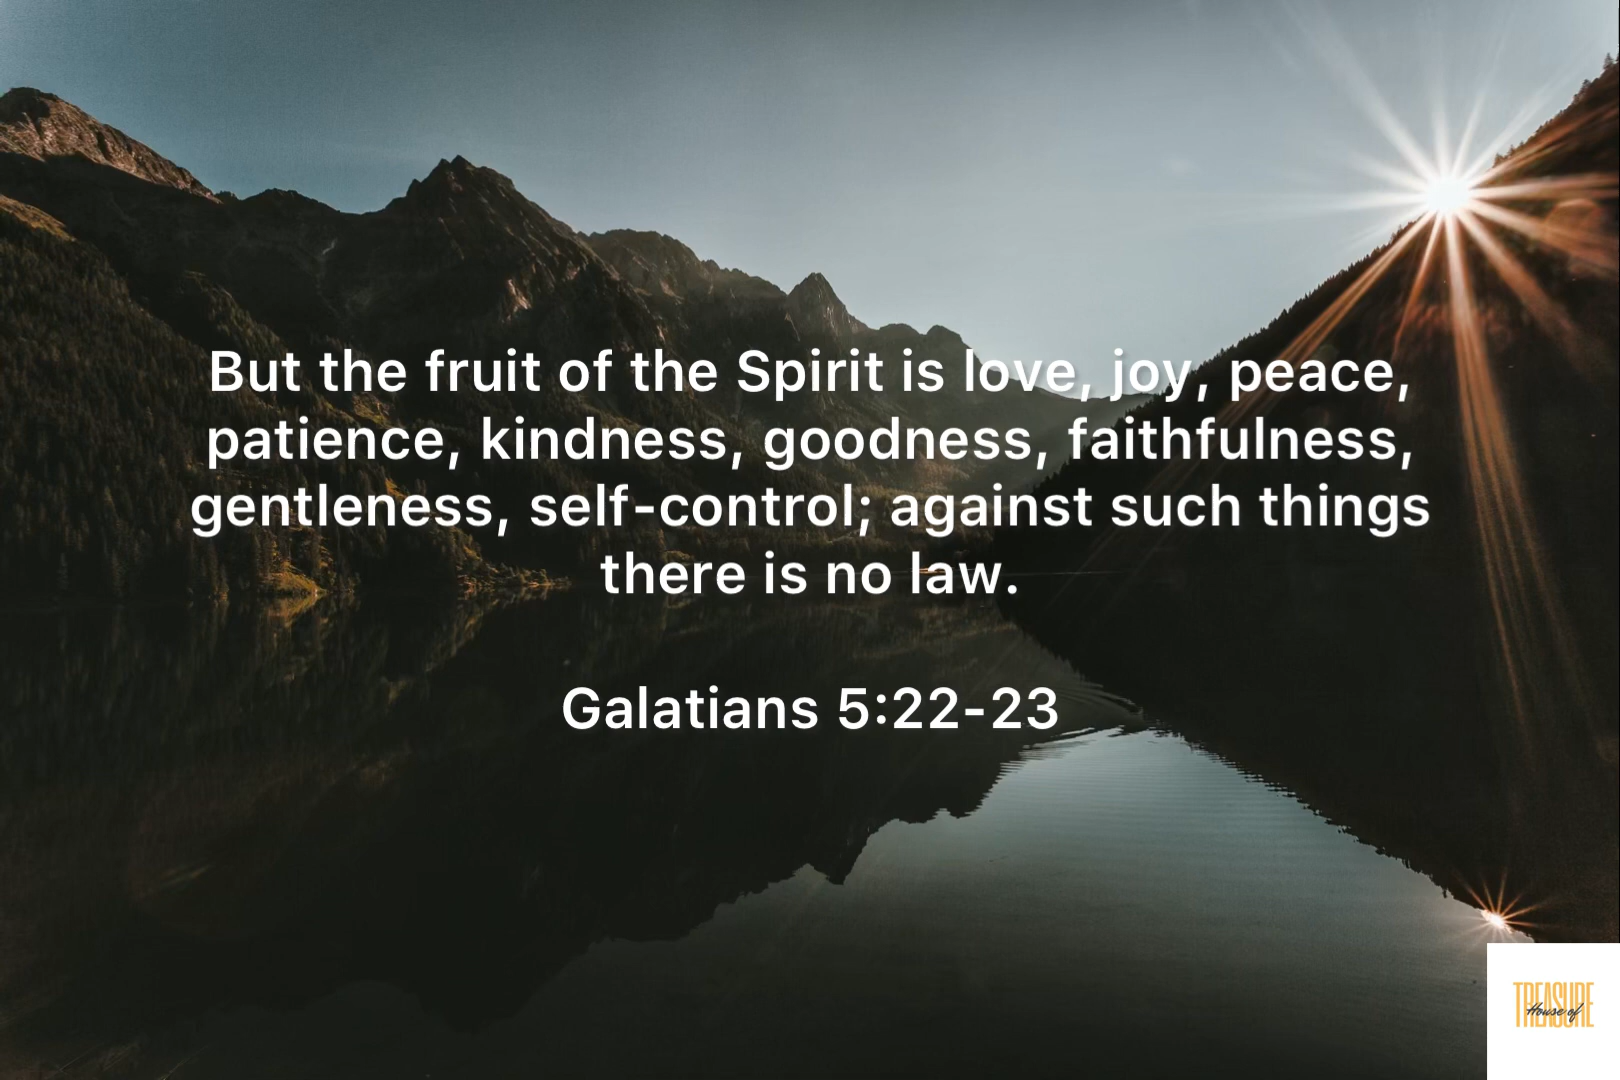 But the fruit of the Spirit is love, joy, peace,
patience, kindness, goodness, faithfulness,
gentleness, self-control; against such things
there is no law.
Galatians 5:22-23
TREASURE
House of